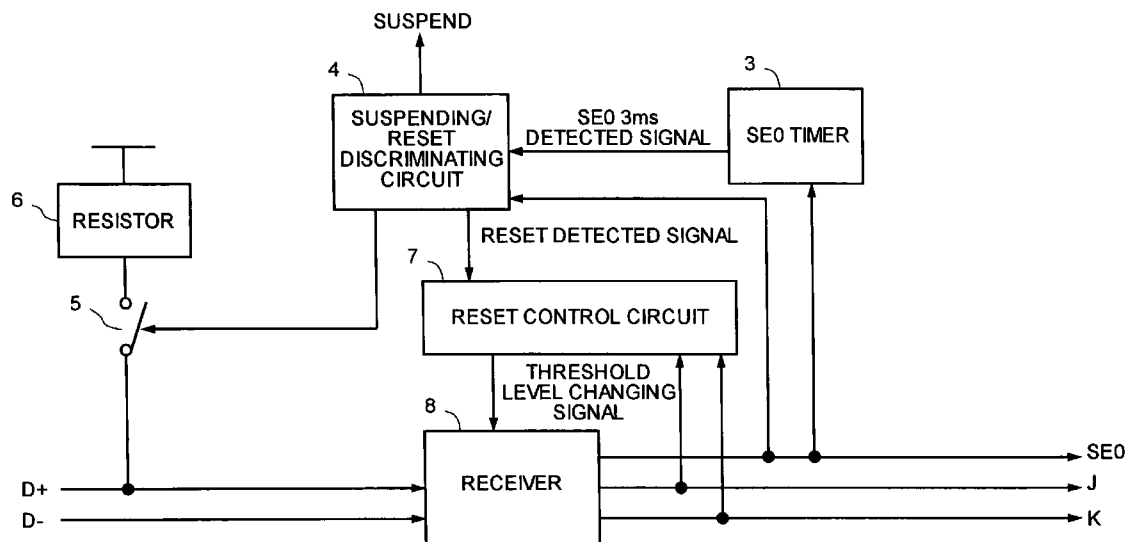 SUSPEND
4
SUSPENDING/
RESET
DISCRIMINATING
CIRCUIT
SE0 3ms
DETECTED SIGNAL
3
SE0 TIMER
6
RESISTOR
RESET DETECTED SIGNAL
7
RESET CONTROL CIRCUIT
5
THRESHOLD
LEVEL CHANGING
SIGNAL
8
RECEIVER
D+
D-
SE0
J
K